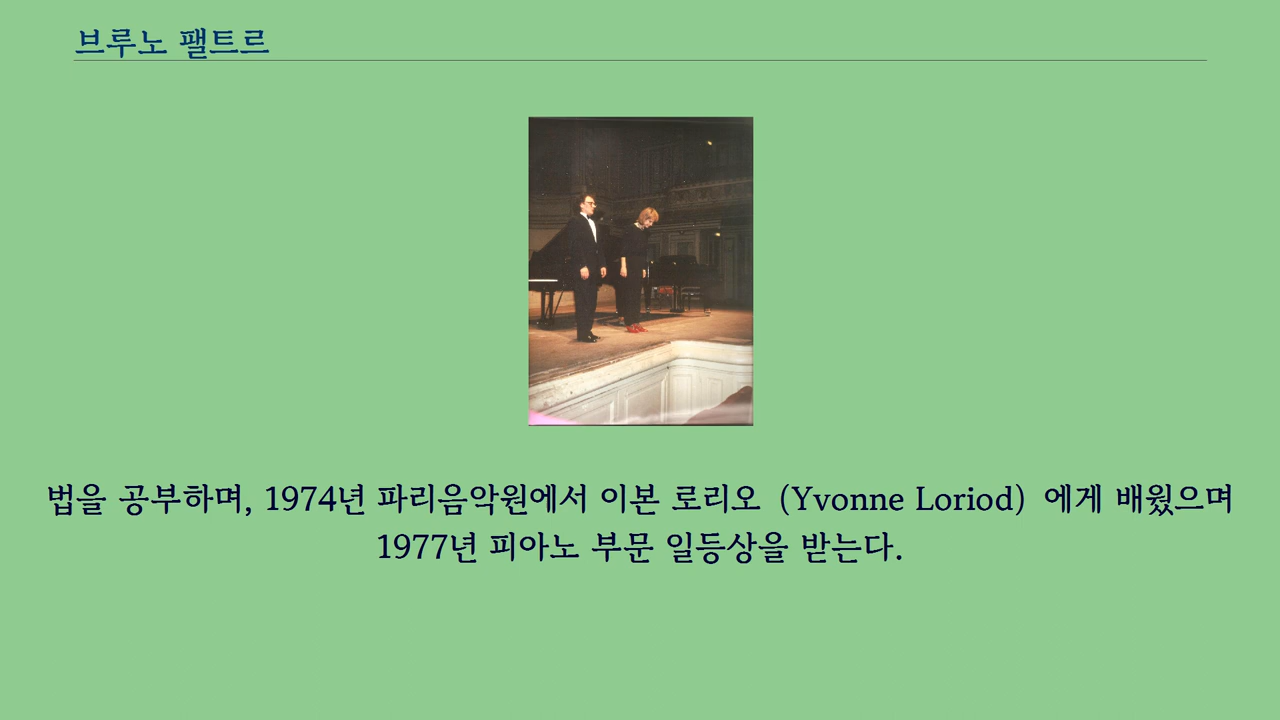 브루노 팰트르
법을 공부하며, 1974년 파리음악원에서 이본 로리오 (Yvonne Loriod) 에게 배웠으며
1977년 피아노 부문 일등상을 받는다.